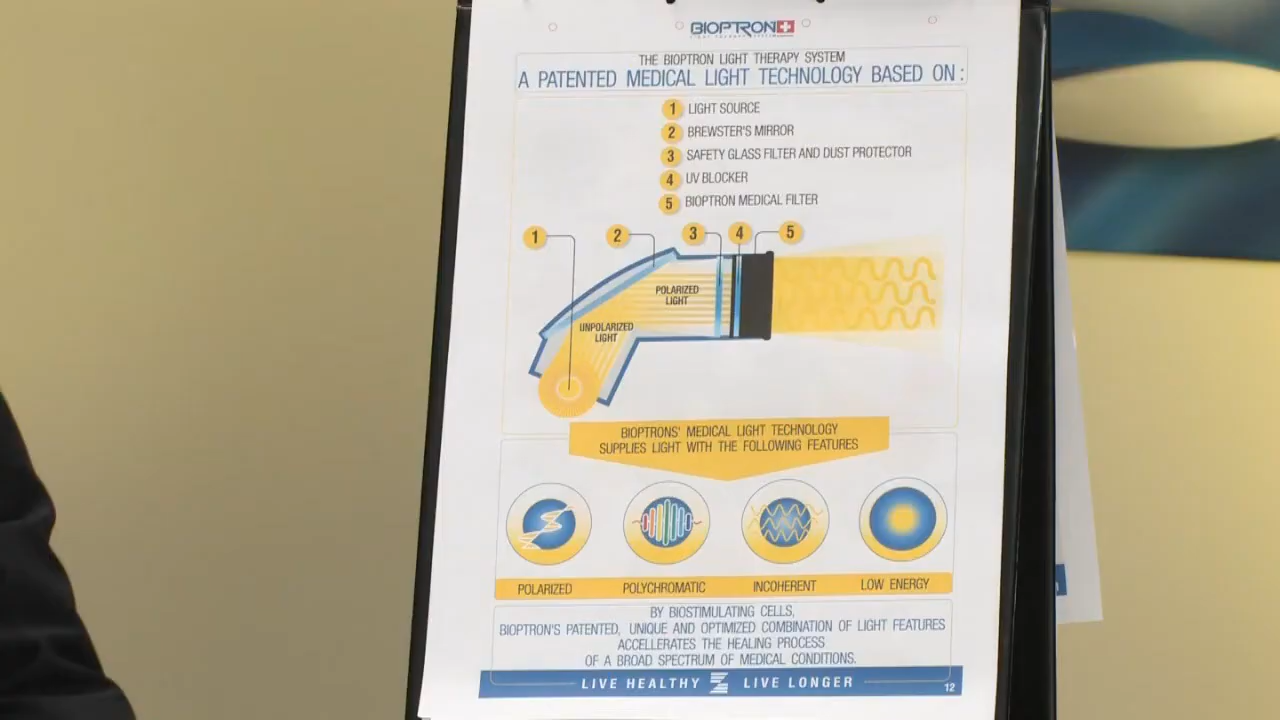 BIOPTRON
THE BIOPTRON LIGHT THERAPY SYSTEM
A PATENTED MEDICAL LIGHT TECHNOLOGY BASED ON:
1 LIGHT SOURCE
2 BREWSTER'S MIRROR
3 SAFETY GLASS FILTER AND DUST PROTECTOR
4 UV BLOCKER
5 BIOPTRON MEDICAL FILTER
1 2 3 4 5
POLARIZED
LIGHT
UNPOLARIZED
LIGHT
BIOPTRONS' MEDICAL LIGHT TECHNOLOGY
SUPPLIES LIGHT WITH THE FOLLOWING FEATURES
POLARIZED POLYCHROMATIC INCOHERENT LOW ENERGY
BY BIOSTIMULATING CELLS,
BIOPTRON'S PATENTED, UNIQUE AND OPTIMIZED COMBINATION OF LIGHT FEATURES
ACCELLERATES THE HEALING PROCESS
OF A BROAD SPECTRUM OF MEDICAL CONDITIONS.
LIVE HEALTHY LIVE LONGER
12